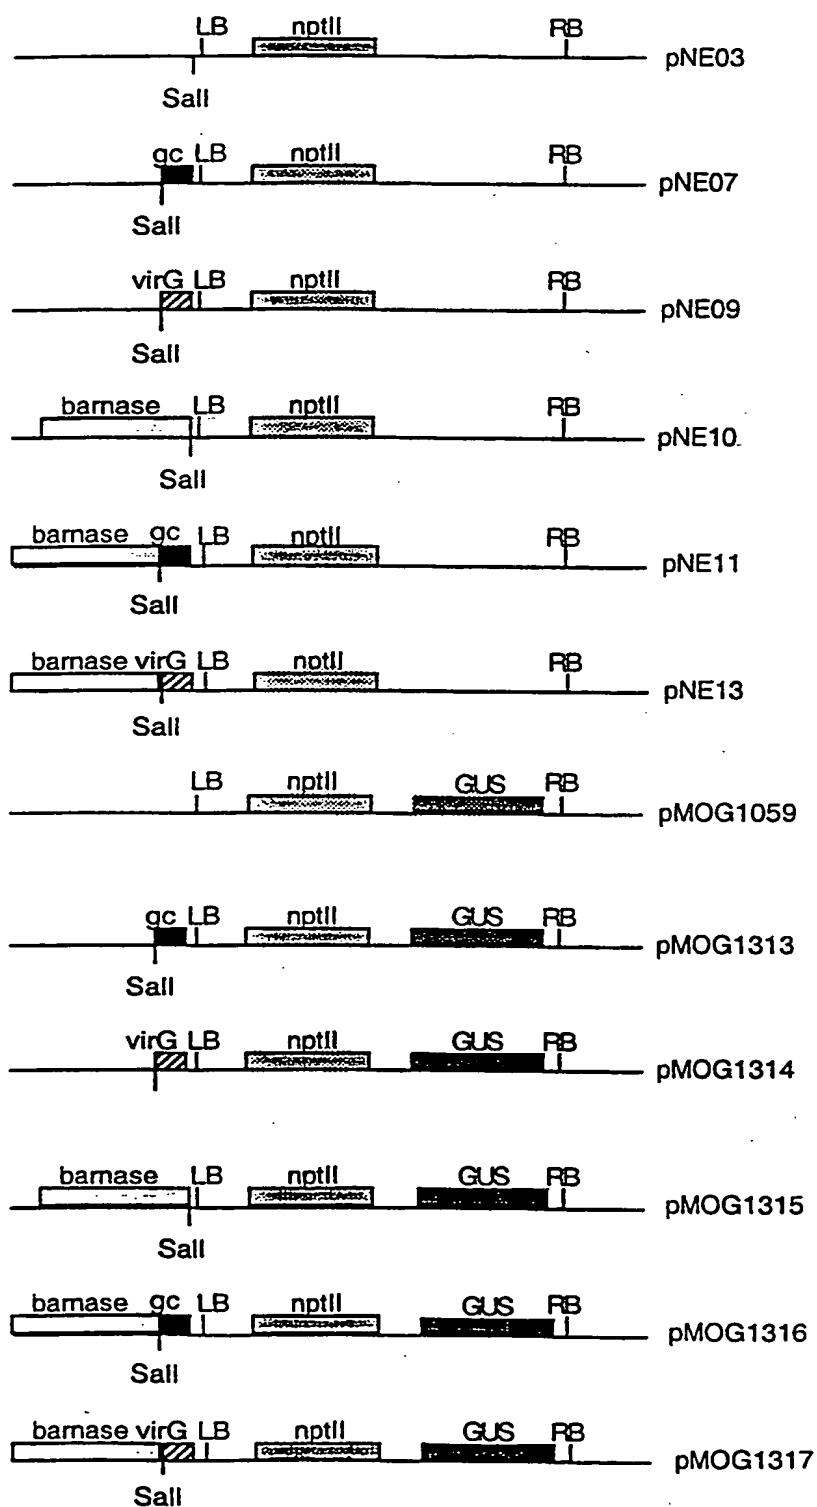 LB nptII RB
pNE03
SalI
gc LB nptII RB
pNE07
SalI
virG LB nptII RB
pNE09
SalI
barnase LB nptII RB
pNE10
SalI
barnase gc LB nptII RB
pNE11
SalI
barnase virG LB nptII RB
pNE13
SalI
LB nptII GUS RB
pMOG1059
gc LB nptII GUS RB
pMOG1313
SalI
virG LB nptII GUS RB
pMOG1314
barnase LB nptII GUS RB
pMOG1315
SalI
barnase gc LB nptII GUS RB
pMOG1316
SalI
barnase virG LB nptII GUS RB
pMOG1317
SalI